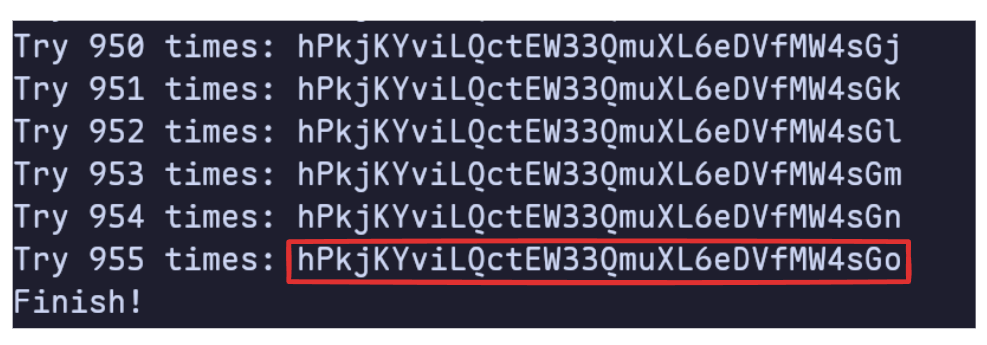 Try 950 times: hPkjKYviLQctEW33QmuXL6eDVfMW4sGj
Try 951 times: hPkjKYviLQctEW33QmuXL6eDVfMW4sGk
Try 952 times: hPkjKYviLQctEW33QmuXL6eDVfMW4sGl
Try 953 times: hPkjKYviLQctEW33QmuXL6eDVfMW4sGm
Try 954 times: hPkjKYviLQctEW33QmuXL6eDVfMW4sGn
Try 955 times: hPkjKYviLQctEW33QmuXL6eDVfMW4sGo
Finish!